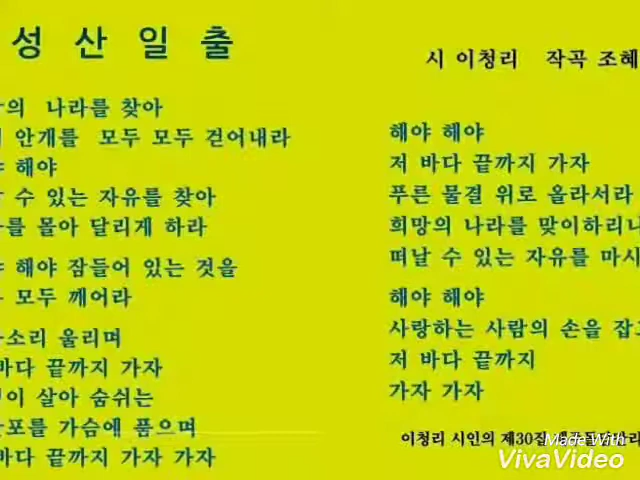 성 산 일 출
시 이청리 작곡 조혜
나라를 찾아
안개를 모두 모두 걷어내라
해야
수 있는 자유를 찾아
몰아 달리게 하라
해야 잠들어 있는 것을
모두 깨어라
울리며
바다 끝까지 가자
살아 숨쉬는
가슴에 품으며
바다 끝까지 가자 가자
해야 해야
저 바다 끝까지 가자
푸른 물결 위로 올라서라
희망의 나라를 맞이하리니
떠날 수 있는 자유를 마시
해야 해야
사랑하는 사람의 손을 잡고
저 바다 끝까지
가자 가자
이청리 시인의 제30집
Made With
VivaVideo